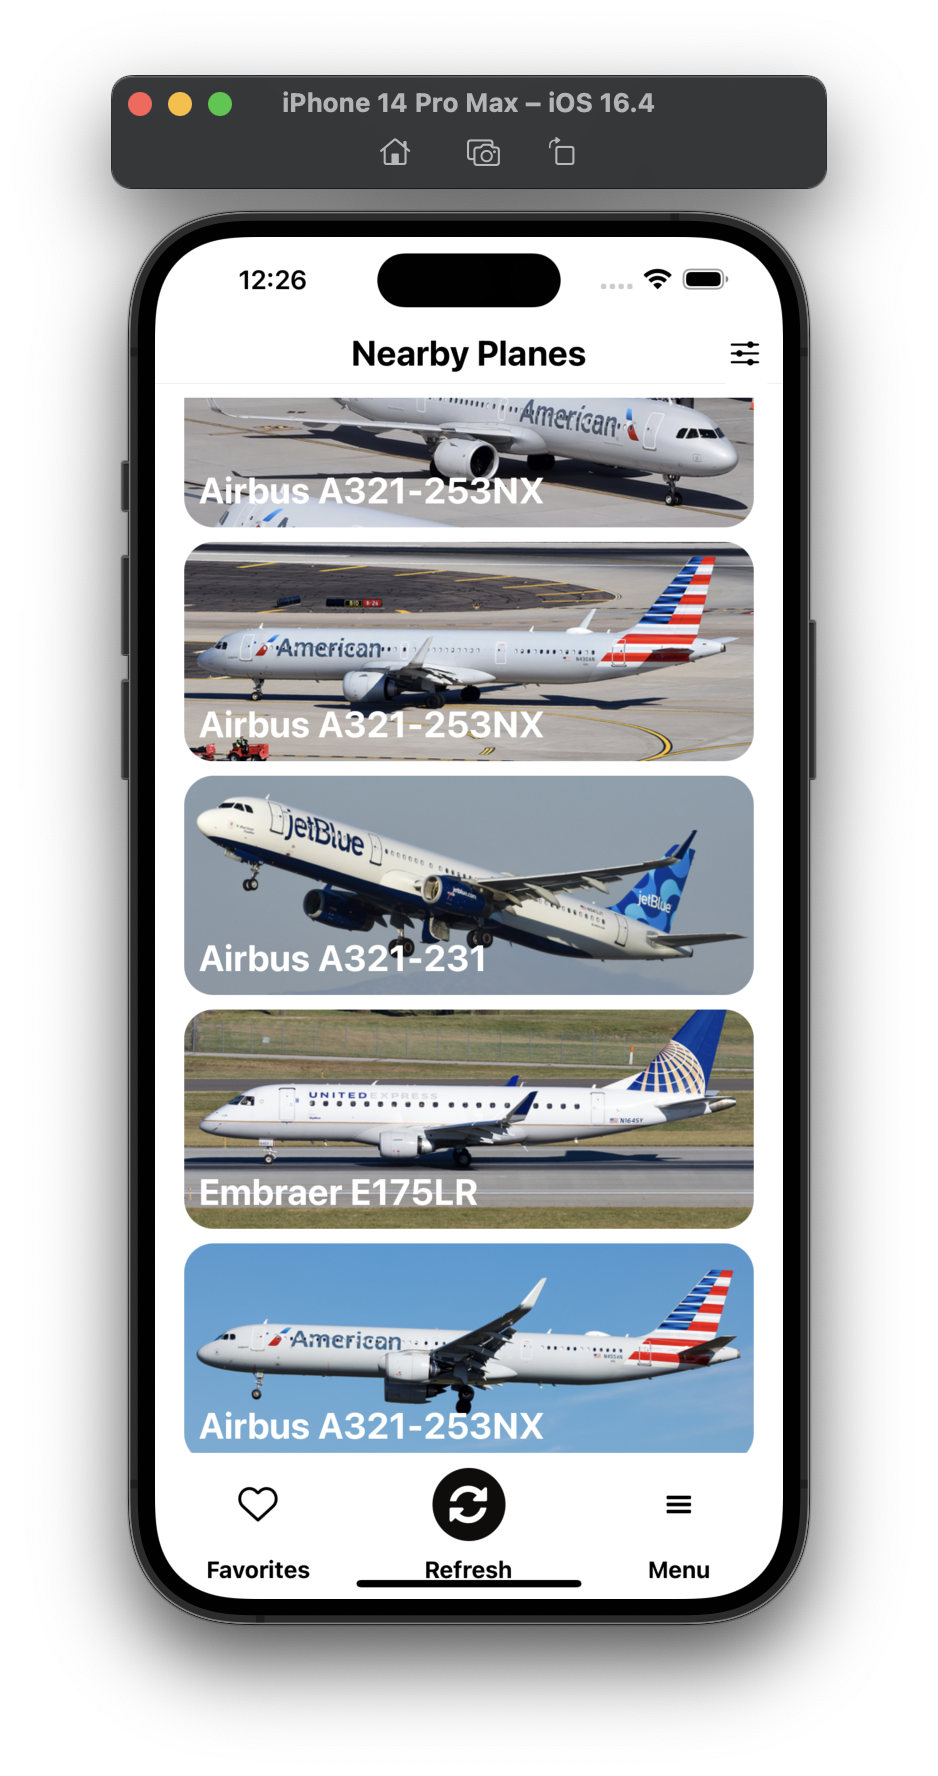 iPhone 14 Pro Max – iOS 16.4
12:26
Nearby Planes
American
Airbus A321-253NX
American
Airbus A321-253NX
jetBlue
jetBlue
Airbus A321-231
UNITED EXPRESS
N164SY
Embraer E175LR
American
Airbus A321-253NX
Favorites
Refresh
Menu